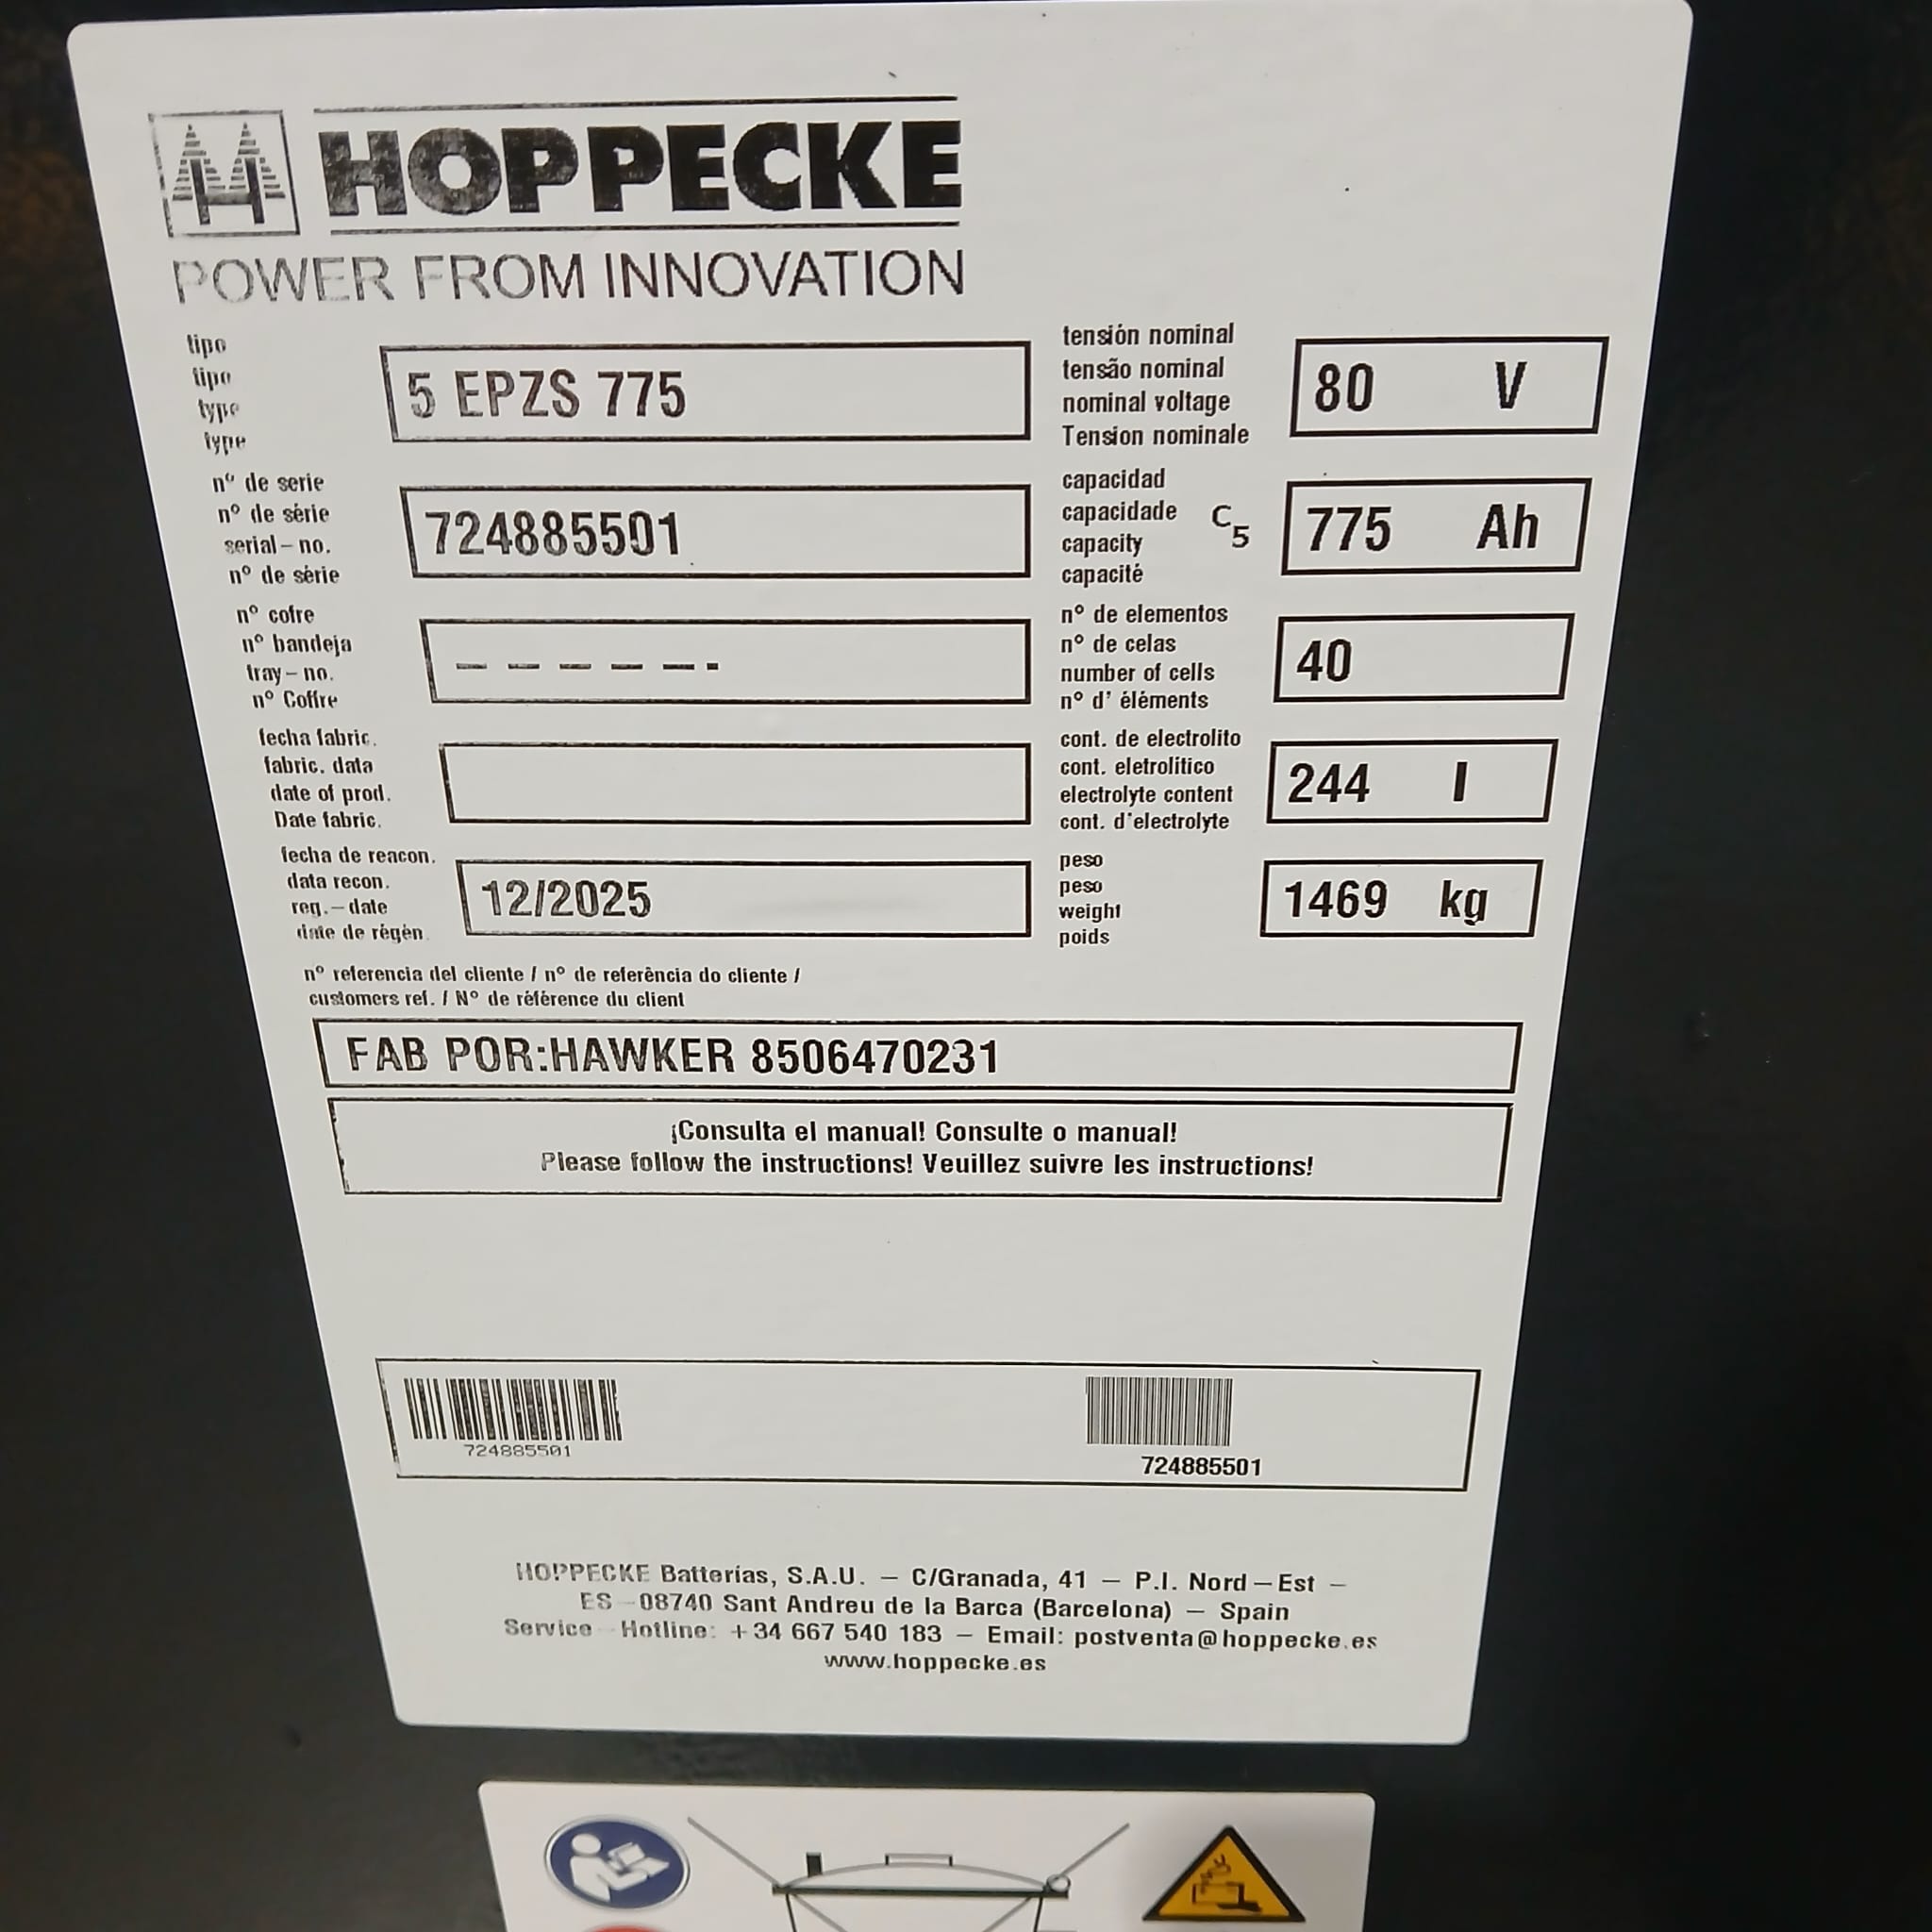 HOPPECKE
POWER FROM INNOVATION
tipo
tipo
type
type
5 EPZS 775
tensión nominal
tensão nominal
nominal voltage
Tension nominale
80 V
nº de serie
nº de série
serial-no.
nº de série
724885501
capacidad
capacidade
capacity
capacité
C5
775 Ah
nº cofre
nº bandeja
tray-no.
nº Coffre
– – – – –.
nº de elementos
nº de celas
number of cells
nº d' éléments
40
fecha fabric.
fabric. data
date of prod.
Date fabric.
cont. de electrolito
cont. eletrolítico
electrolyte content
cont. d'electrolyte
244 l
fecha de reacon.
data recon.
reg.-date
date de régén.
12/2025
peso
peso
weight
poids
1469 kg
nº referencia del cliente / nº de referência do cliente /
customers ref. / Nº de référence du client
FAB POR:HAWKER 8506470231
¡Consulta el manual! Consulte o manual!
Please follow the instructions! Veuillez suivre les instructions!
724885501
724885501
HOPPECKE Batterías, S.A.U. – C/Granada, 41 – P.I. Nord–Est –
ES-08740 Sant Andreu de la Barca (Barcelona) – Spain
Service-Hotline: +34 667 540 183 – Email: postventa@hoppecke.es
www.hoppecke.es